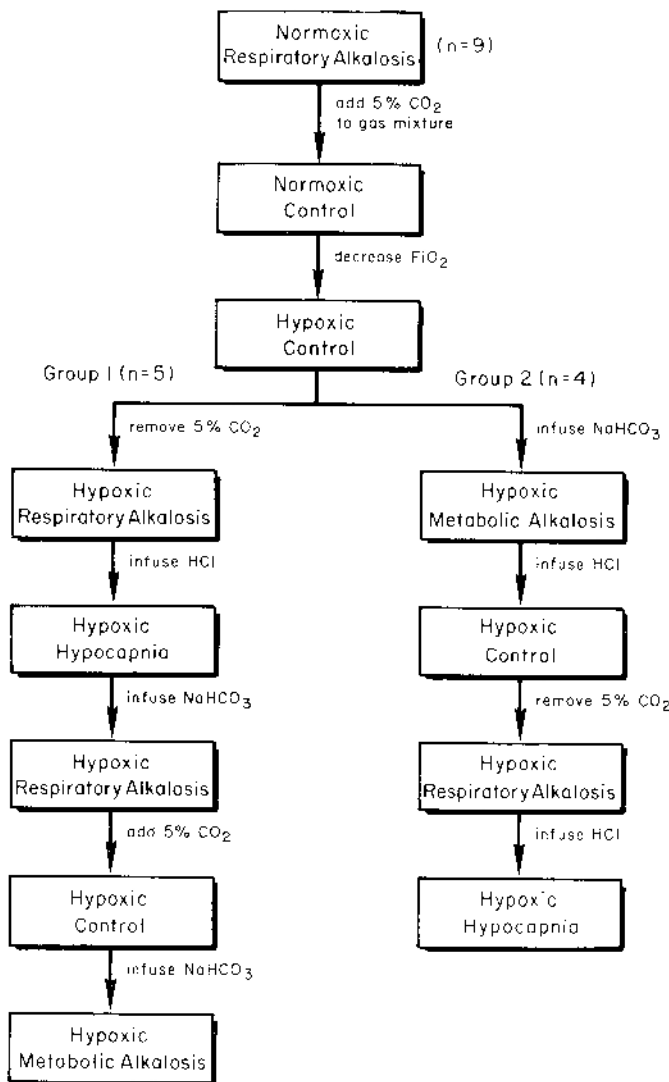 Normoxic
Respiratory Alkalosis
(n=9)
add 5% CO₂
to gas mixture
Normoxic
Control
decrease FiO₂
Hypoxic
Control
Group 1 (n=5)
Group 2 (n=4)
remove 5% CO₂
Hypoxic
Respiratory Alkalosis
infuse HCl
Hypoxic
Hypocapnia
infuse NaHCO₃
Hypoxic
Respiratory Alkalosis
add 5% CO₂
Hypoxic
Control
infuse NaHCO₃
Hypoxic
Metabolic Alkalosis
infuse NaHCO₃
Hypoxic
Metabolic Alkalosis
infuse HCl
Hypoxic
Control
remove 5% CO₂
Hypoxic
Respiratory Alkalosis
infuse HCl
Hypoxic
Hypocapnia